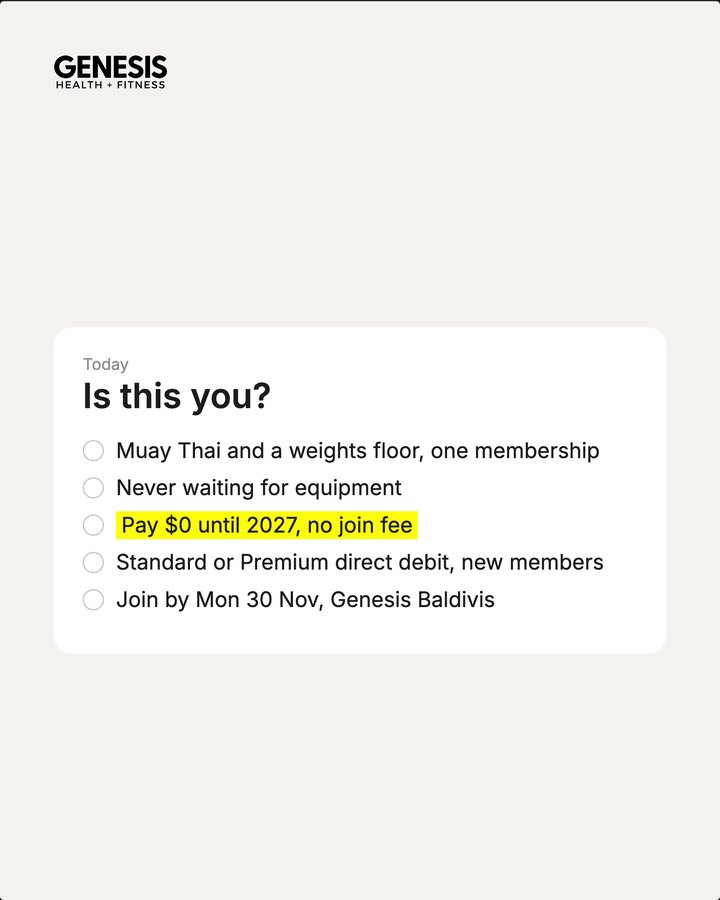 GENESIS
HEALTH + FITNESS
Today
Is this you?
Muay Thai and a weights floor, one membership
Never waiting for equipment
Pay $0 until 2027, no join fee
Standard or Premium direct debit, new members
Join by Mon 30 Nov, Genesis Baldivis